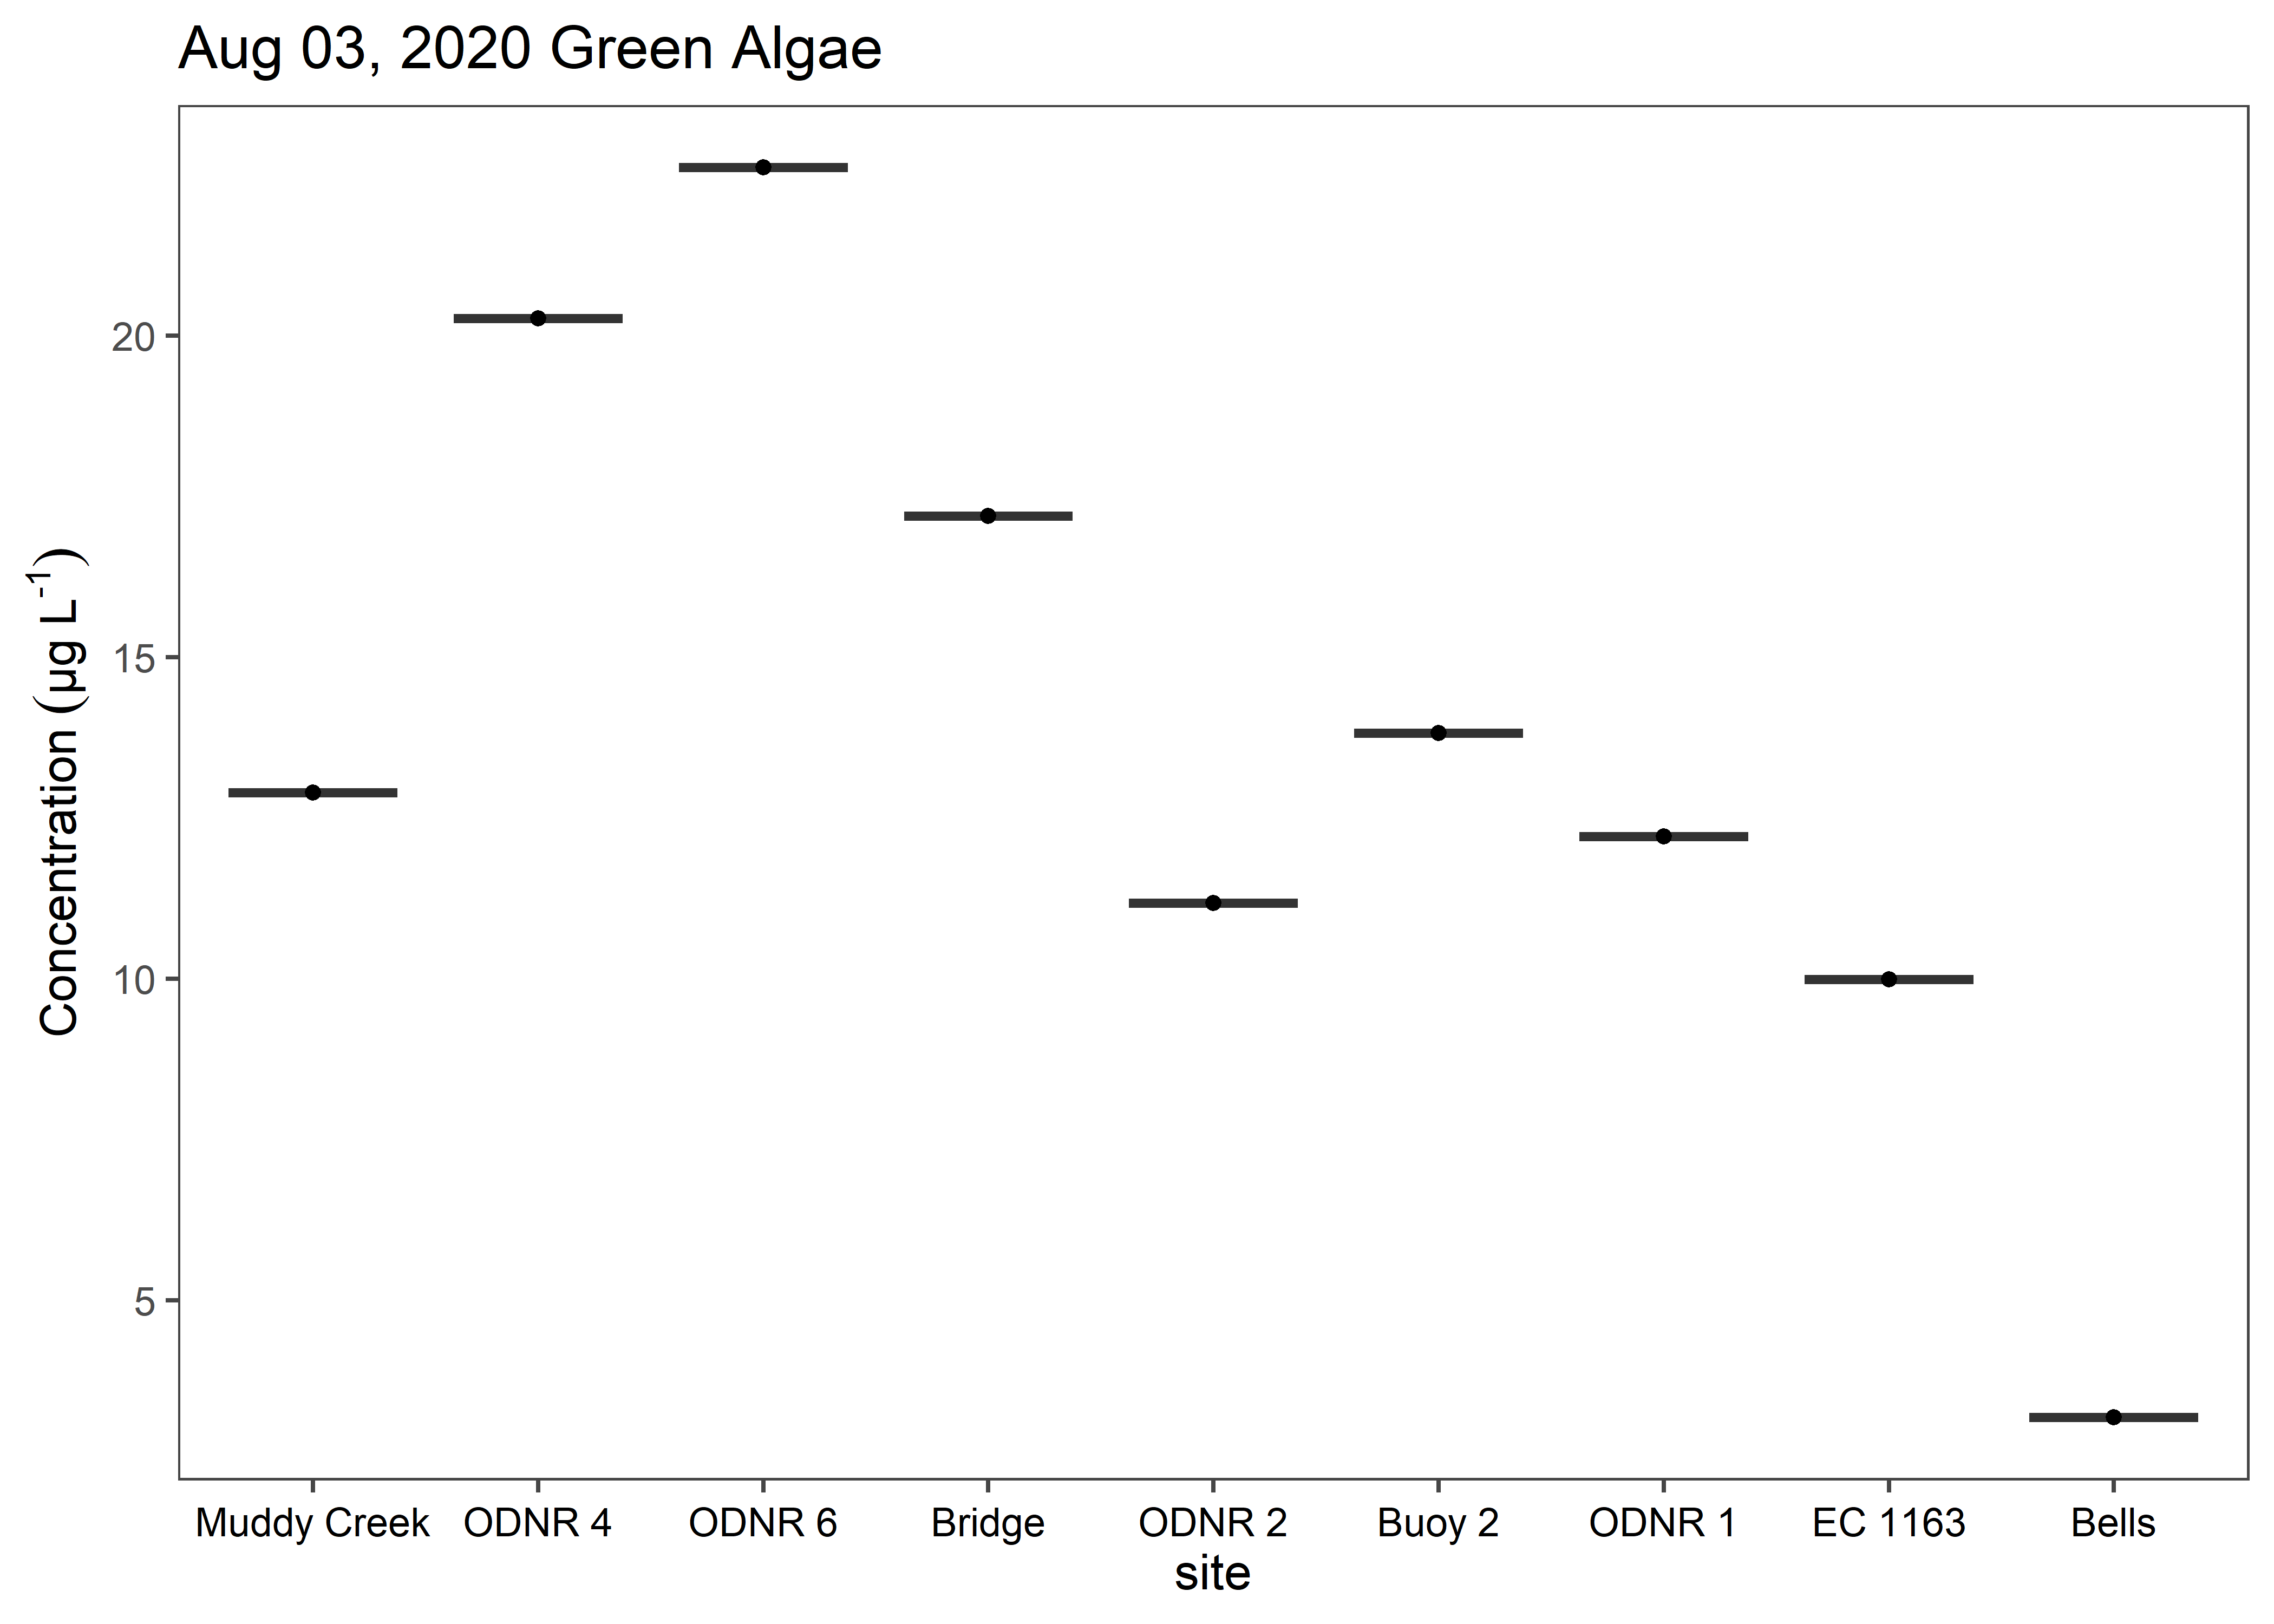 Aug 03, 2020 Green Algae
Concentration (µg L⁻¹)
20
15
10
5
Muddy Creek ODNR 4 ODNR 6 Bridge ODNR 2 Buoy 2 ODNR 1 EC 1163 Bells
site